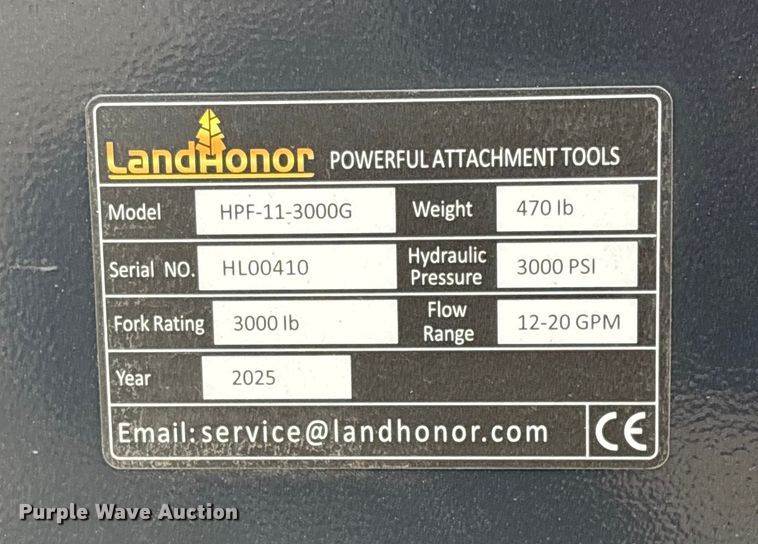 LandHonor POWERFUL ATTACHMENT TOOLS
Model HPF-11-3000G Weight 470 lb
Serial NO. HL00410 Hydraulic Pressure 3000 PSI
Fork Rating 3000 lb Flow Range 12-20 GPM
Year 2025
Email: service@landhonor.com CE
Purple Wave Auction